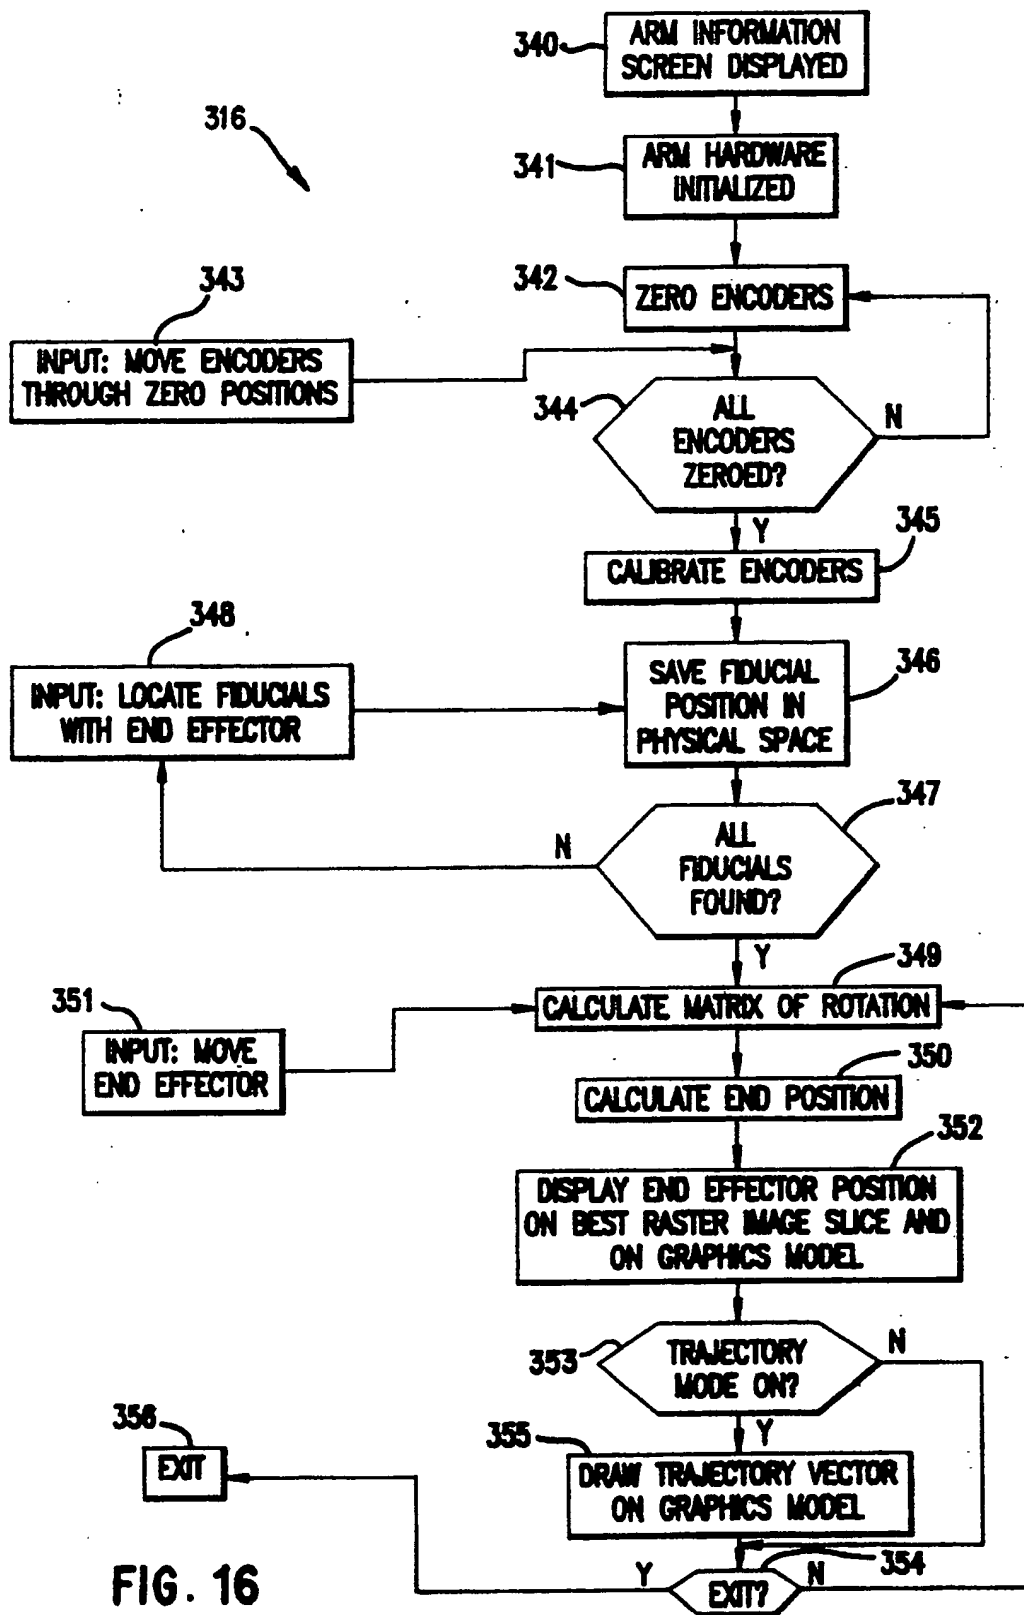 340
ARM INFORMATION
SCREEN DISPLAYED
316
341
ARM HARDWARE
INITIALIZED
343
342
ZERO ENCODERS
INPUT: MOVE ENCODERS
THROUGH ZERO POSITIONS
344
ALL
ENCODERS
ZEROED?
N
Y
345
CALIBRATE ENCODERS
348
INPUT: LOCATE FIDUCIALS
WITH END EFFECTOR
346
SAVE FIDUCIAL
POSITION IN
PHYSICAL SPACE
347
N
ALL
FIDUCIALS
FOUND?
Y
349
351
CALCULATE MATRIX OF ROTATION
INPUT: MOVE
END EFFECTOR
350
CALCULATE END POSITION
352
DISPLAY END EFFECTOR POSITION
ON BEST RASTER IMAGE SLICE AND
ON GRAPHICS MODEL
353
TRAJECTORY
MODE ON?
N
Y
356
EXIT
355
DRAW TRAJECTORY VECTOR
ON GRAPHICS MODEL
354
Y
EXIT?
N
FIG. 16